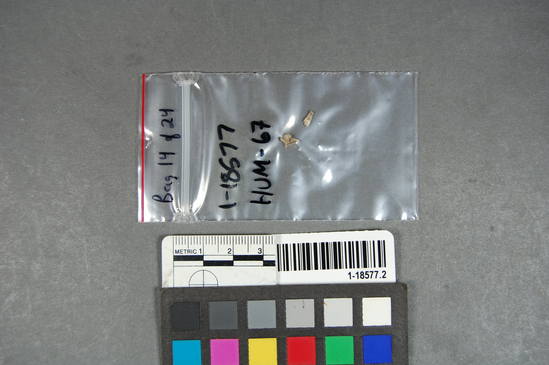 Bag 14 of 24
1-18577
HUM-67
METRIC 1 2 3
1-18577.2